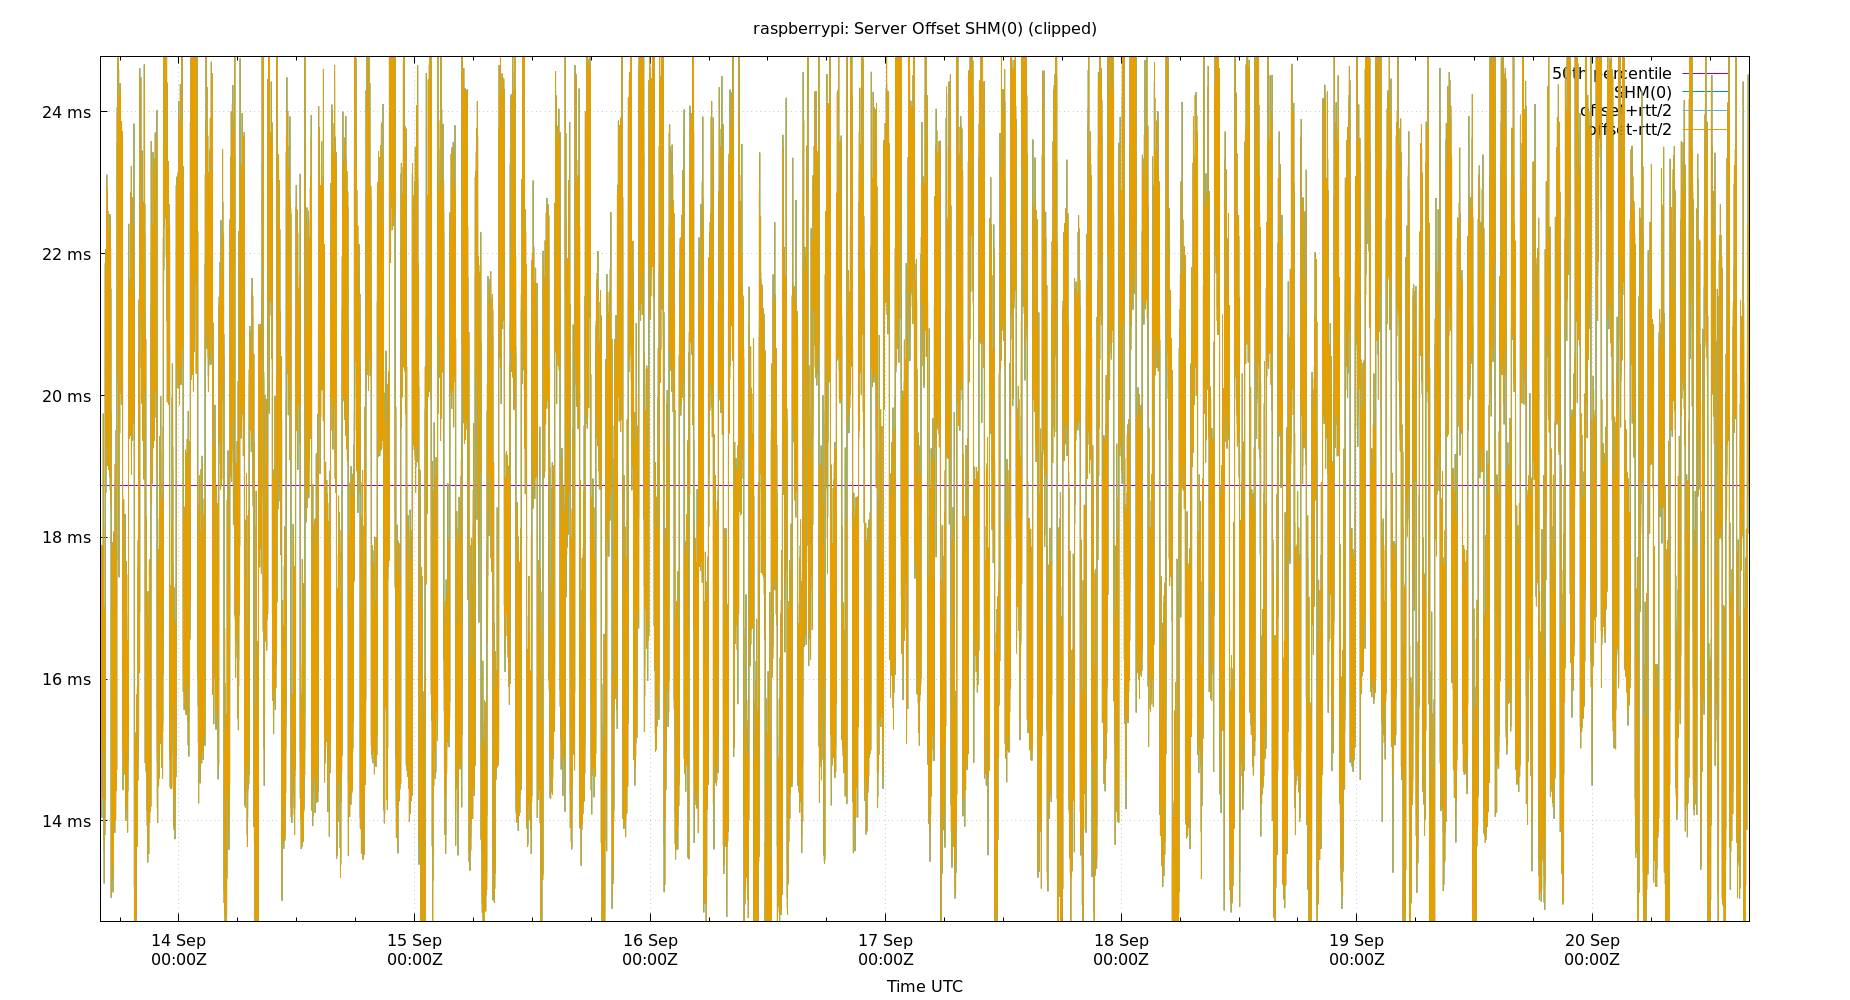 raspberrypi: Server Offset SHM(0) (clipped)
50th percentile
SHM(0)
offset+rtt/2
offset-rtt/2
24 ms
22 ms
20 ms
18 ms
16 ms
14 ms
14 Sep 15 Sep 16 Sep 17 Sep 18 Sep 19 Sep 20 Sep
00:00Z 00:00Z 00:00Z 00:00Z 00:00Z 00:00Z 00:00Z
Time UTC